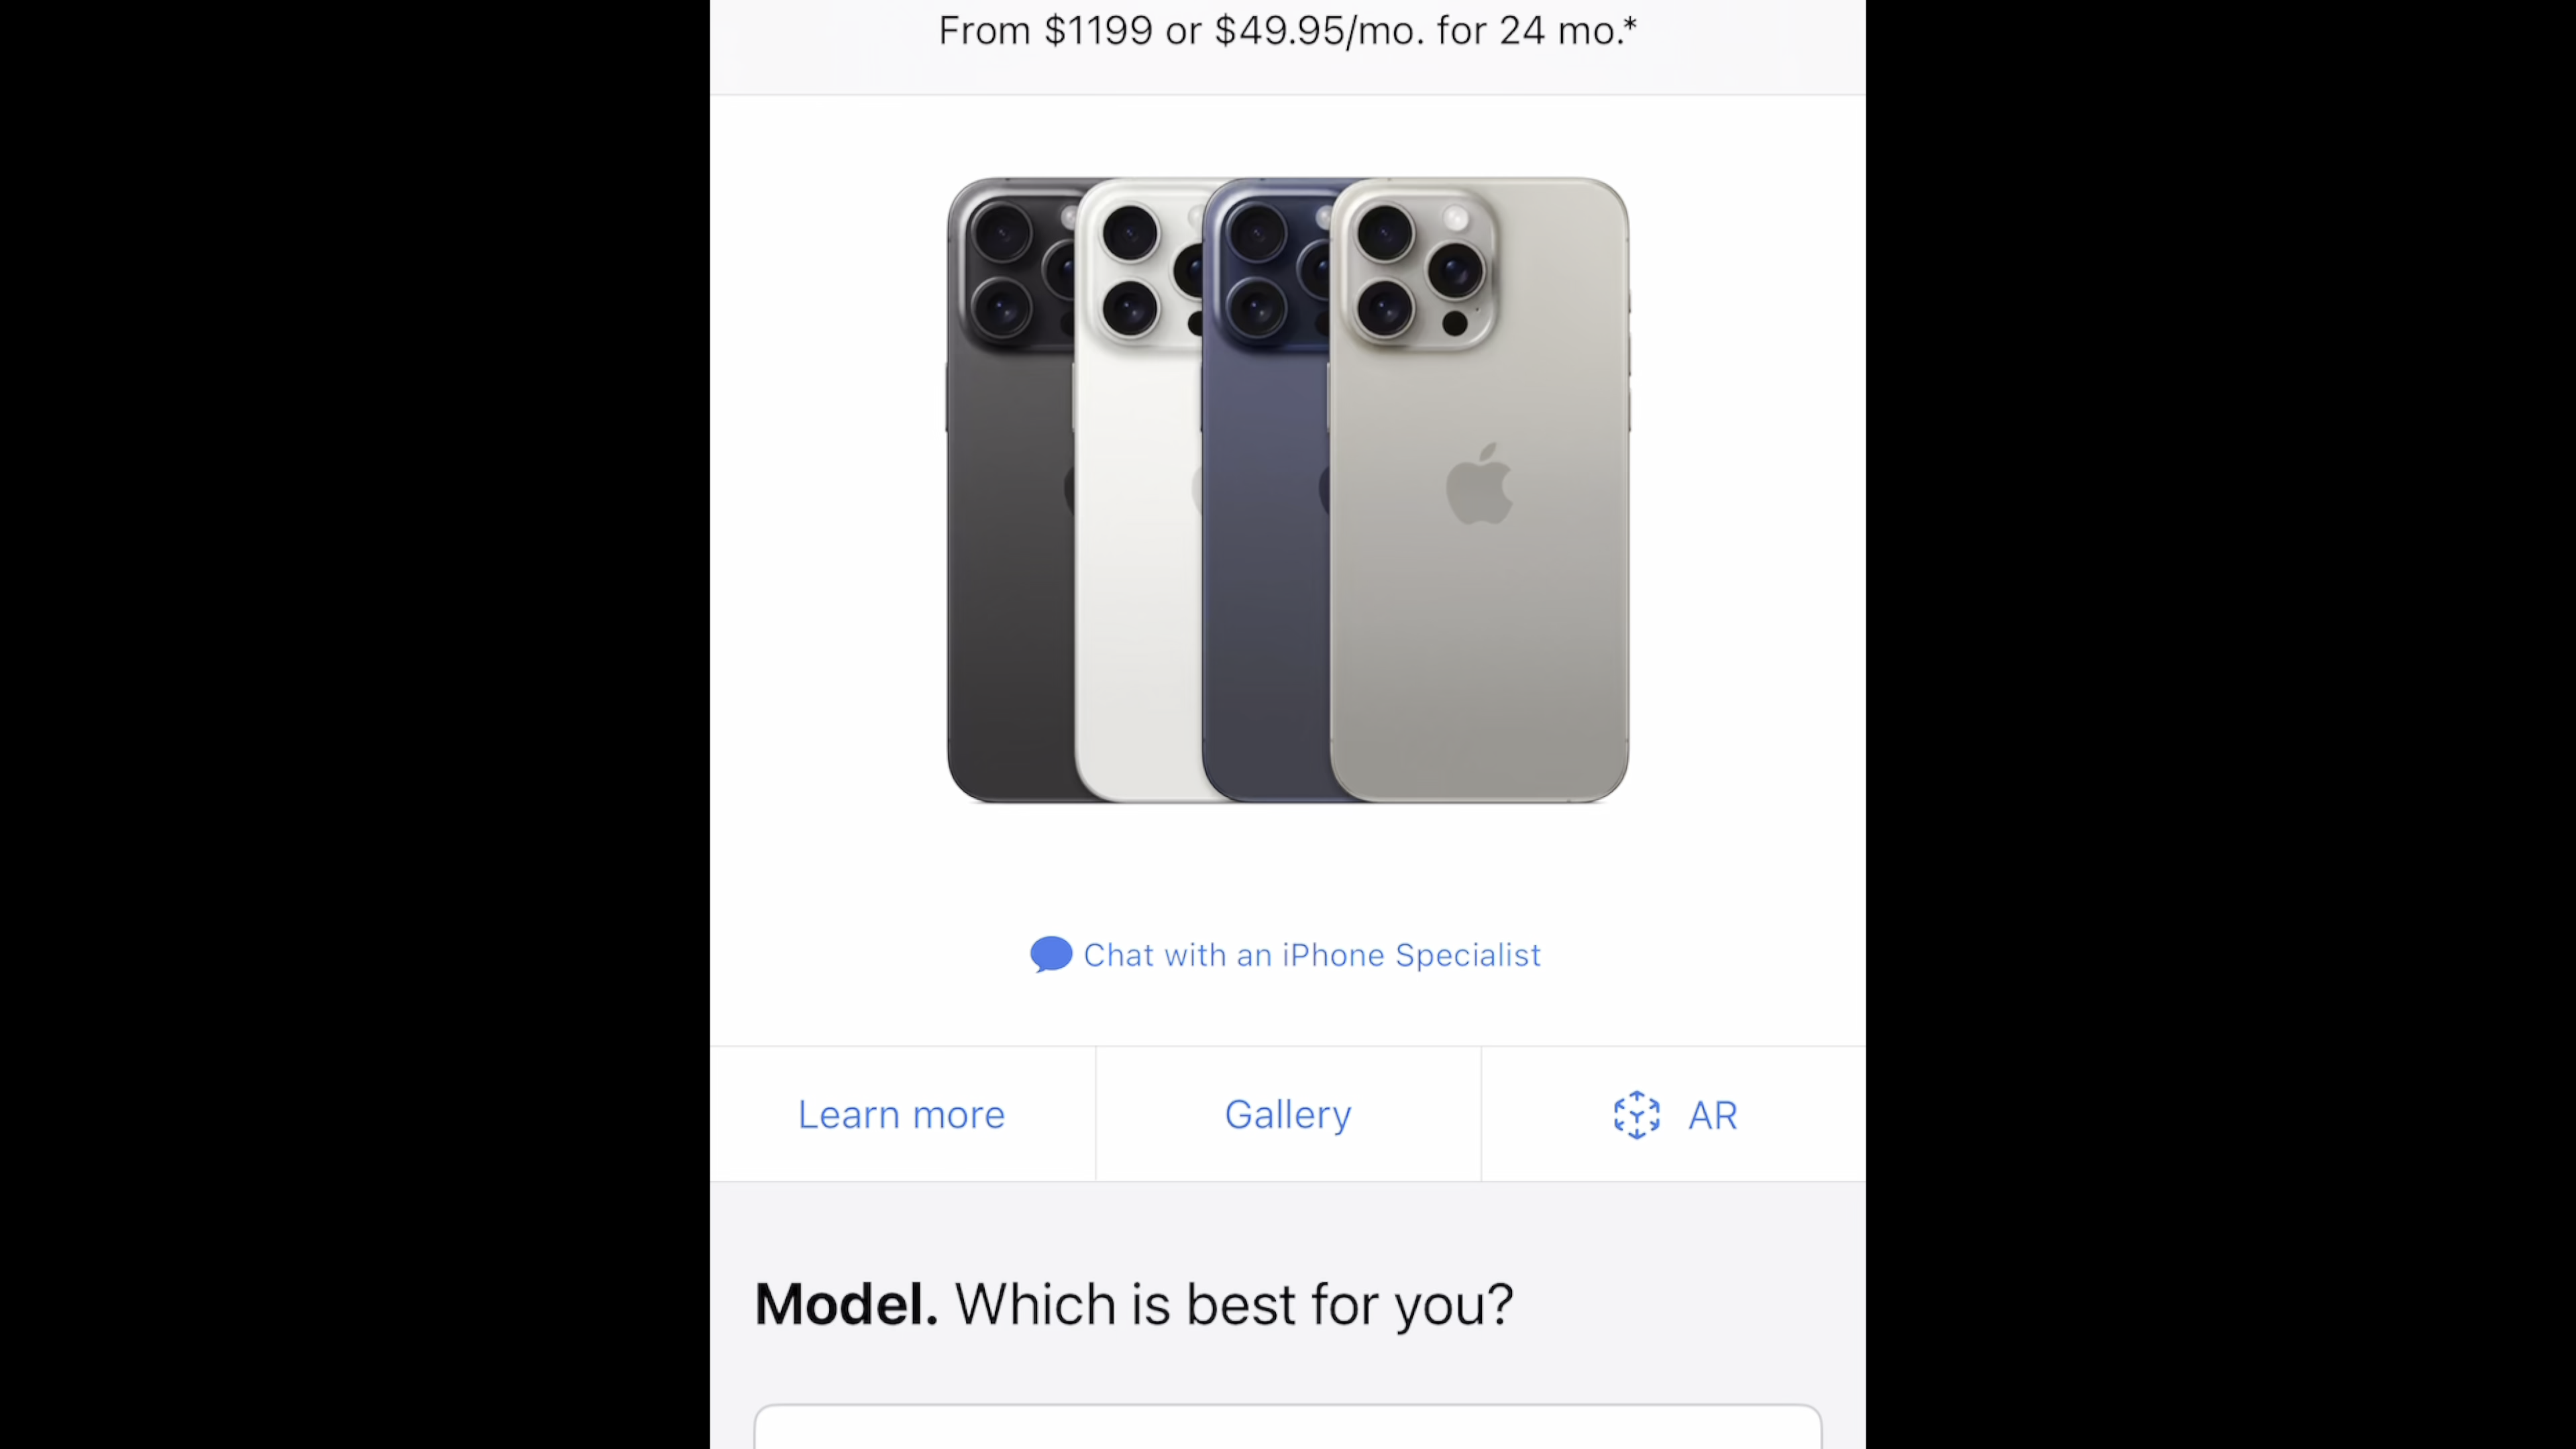 From $1199 or $49.95/mo. for 24 mo.*
Chat with an iPhone Specialist
Learn more
Gallery
AR
Model. Which is best for you?